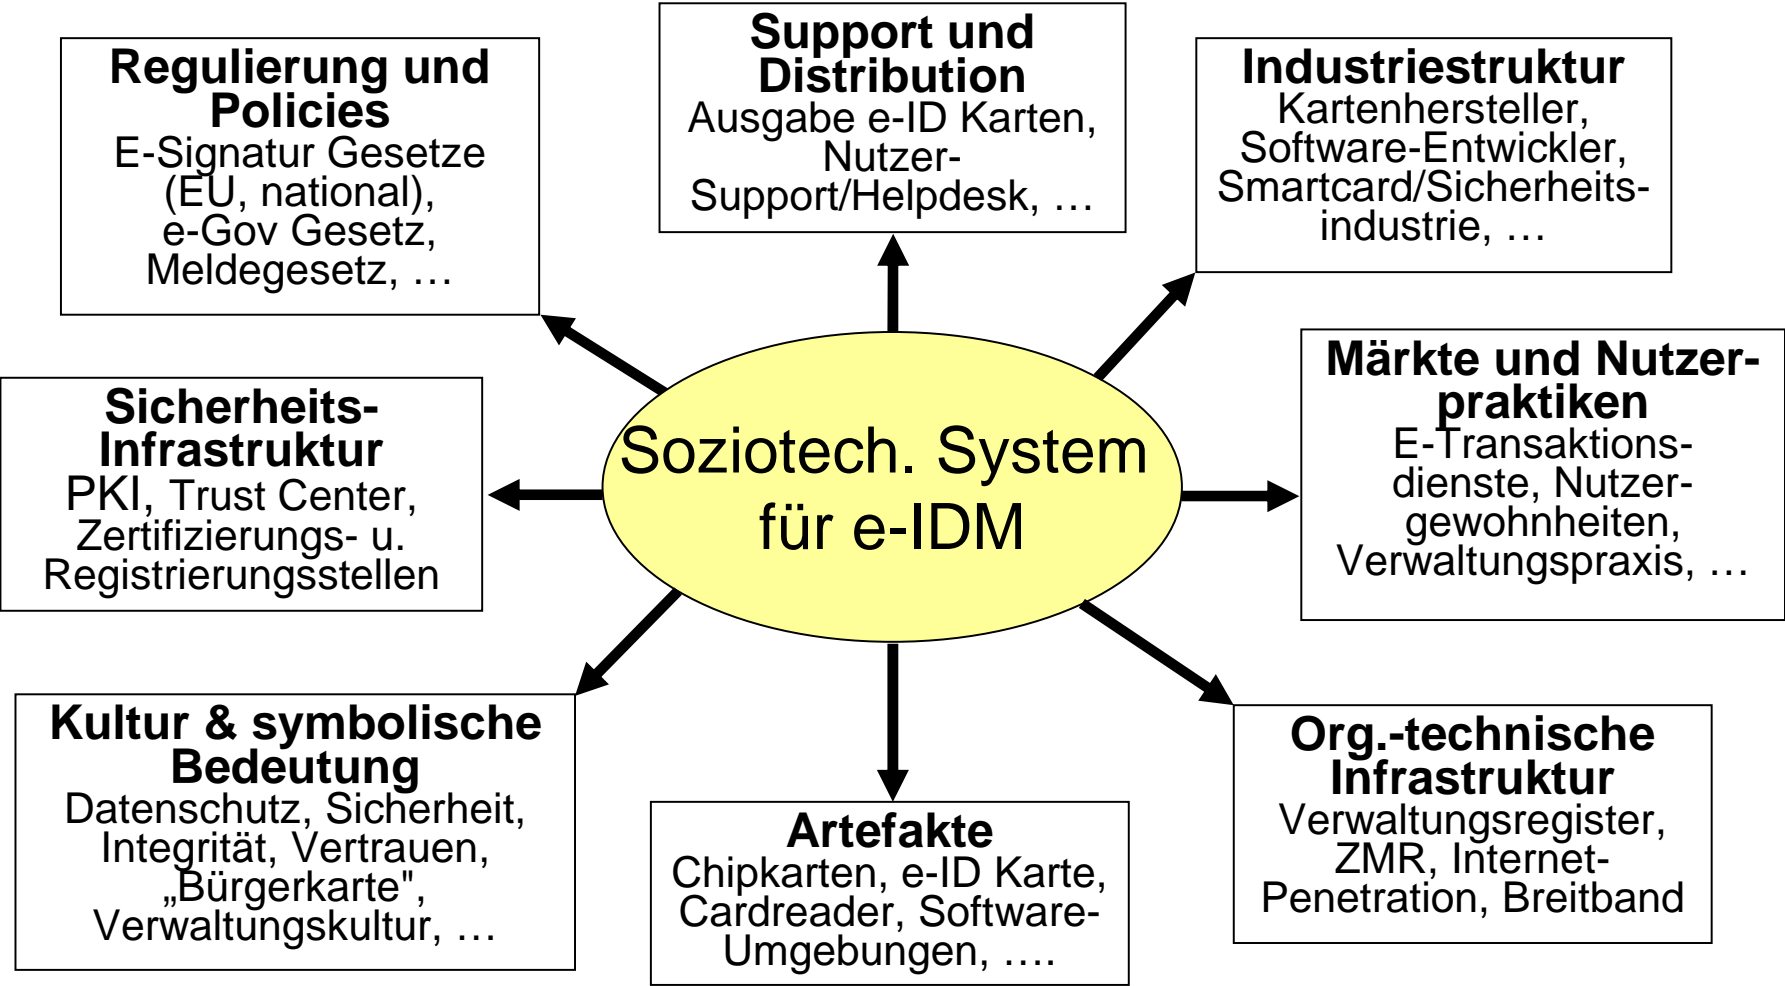 Regulierung und
Policies
E-Signatur Gesetze
(EU, national),
e-Gov Gesetz,
Meldegesetz, …
Support und
Distribution
Ausgabe e-ID Karten,
Nutzer-
Support/Helpdesk, …
Industriestruktur
Kartenhersteller,
Software-Entwickler,
Smartcard/Sicherheits-
industrie, …
Sicherheits-
Infrastruktur
PKI, Trust Center,
Zertifizierungs- u.
Registrierungsstellen
Soziotech. System
für e-IDM
Märkte und Nutzer-
praktiken
E-Transaktions-
dienste, Nutzer-
gewohnheiten,
Verwaltungspraxis, …
Kultur & symbolische
Bedeutung
Datenschutz, Sicherheit,
Integrität, Vertrauen,
„Bürgerkarte",
Verwaltungskultur, …
Artefakte
Chipkarten, e-ID Karte,
Cardreader, Software-
Umgebungen, ….
Org.-technische
Infrastruktur
Verwaltungsregister,
ZMR, Internet-
Penetration, Breitband